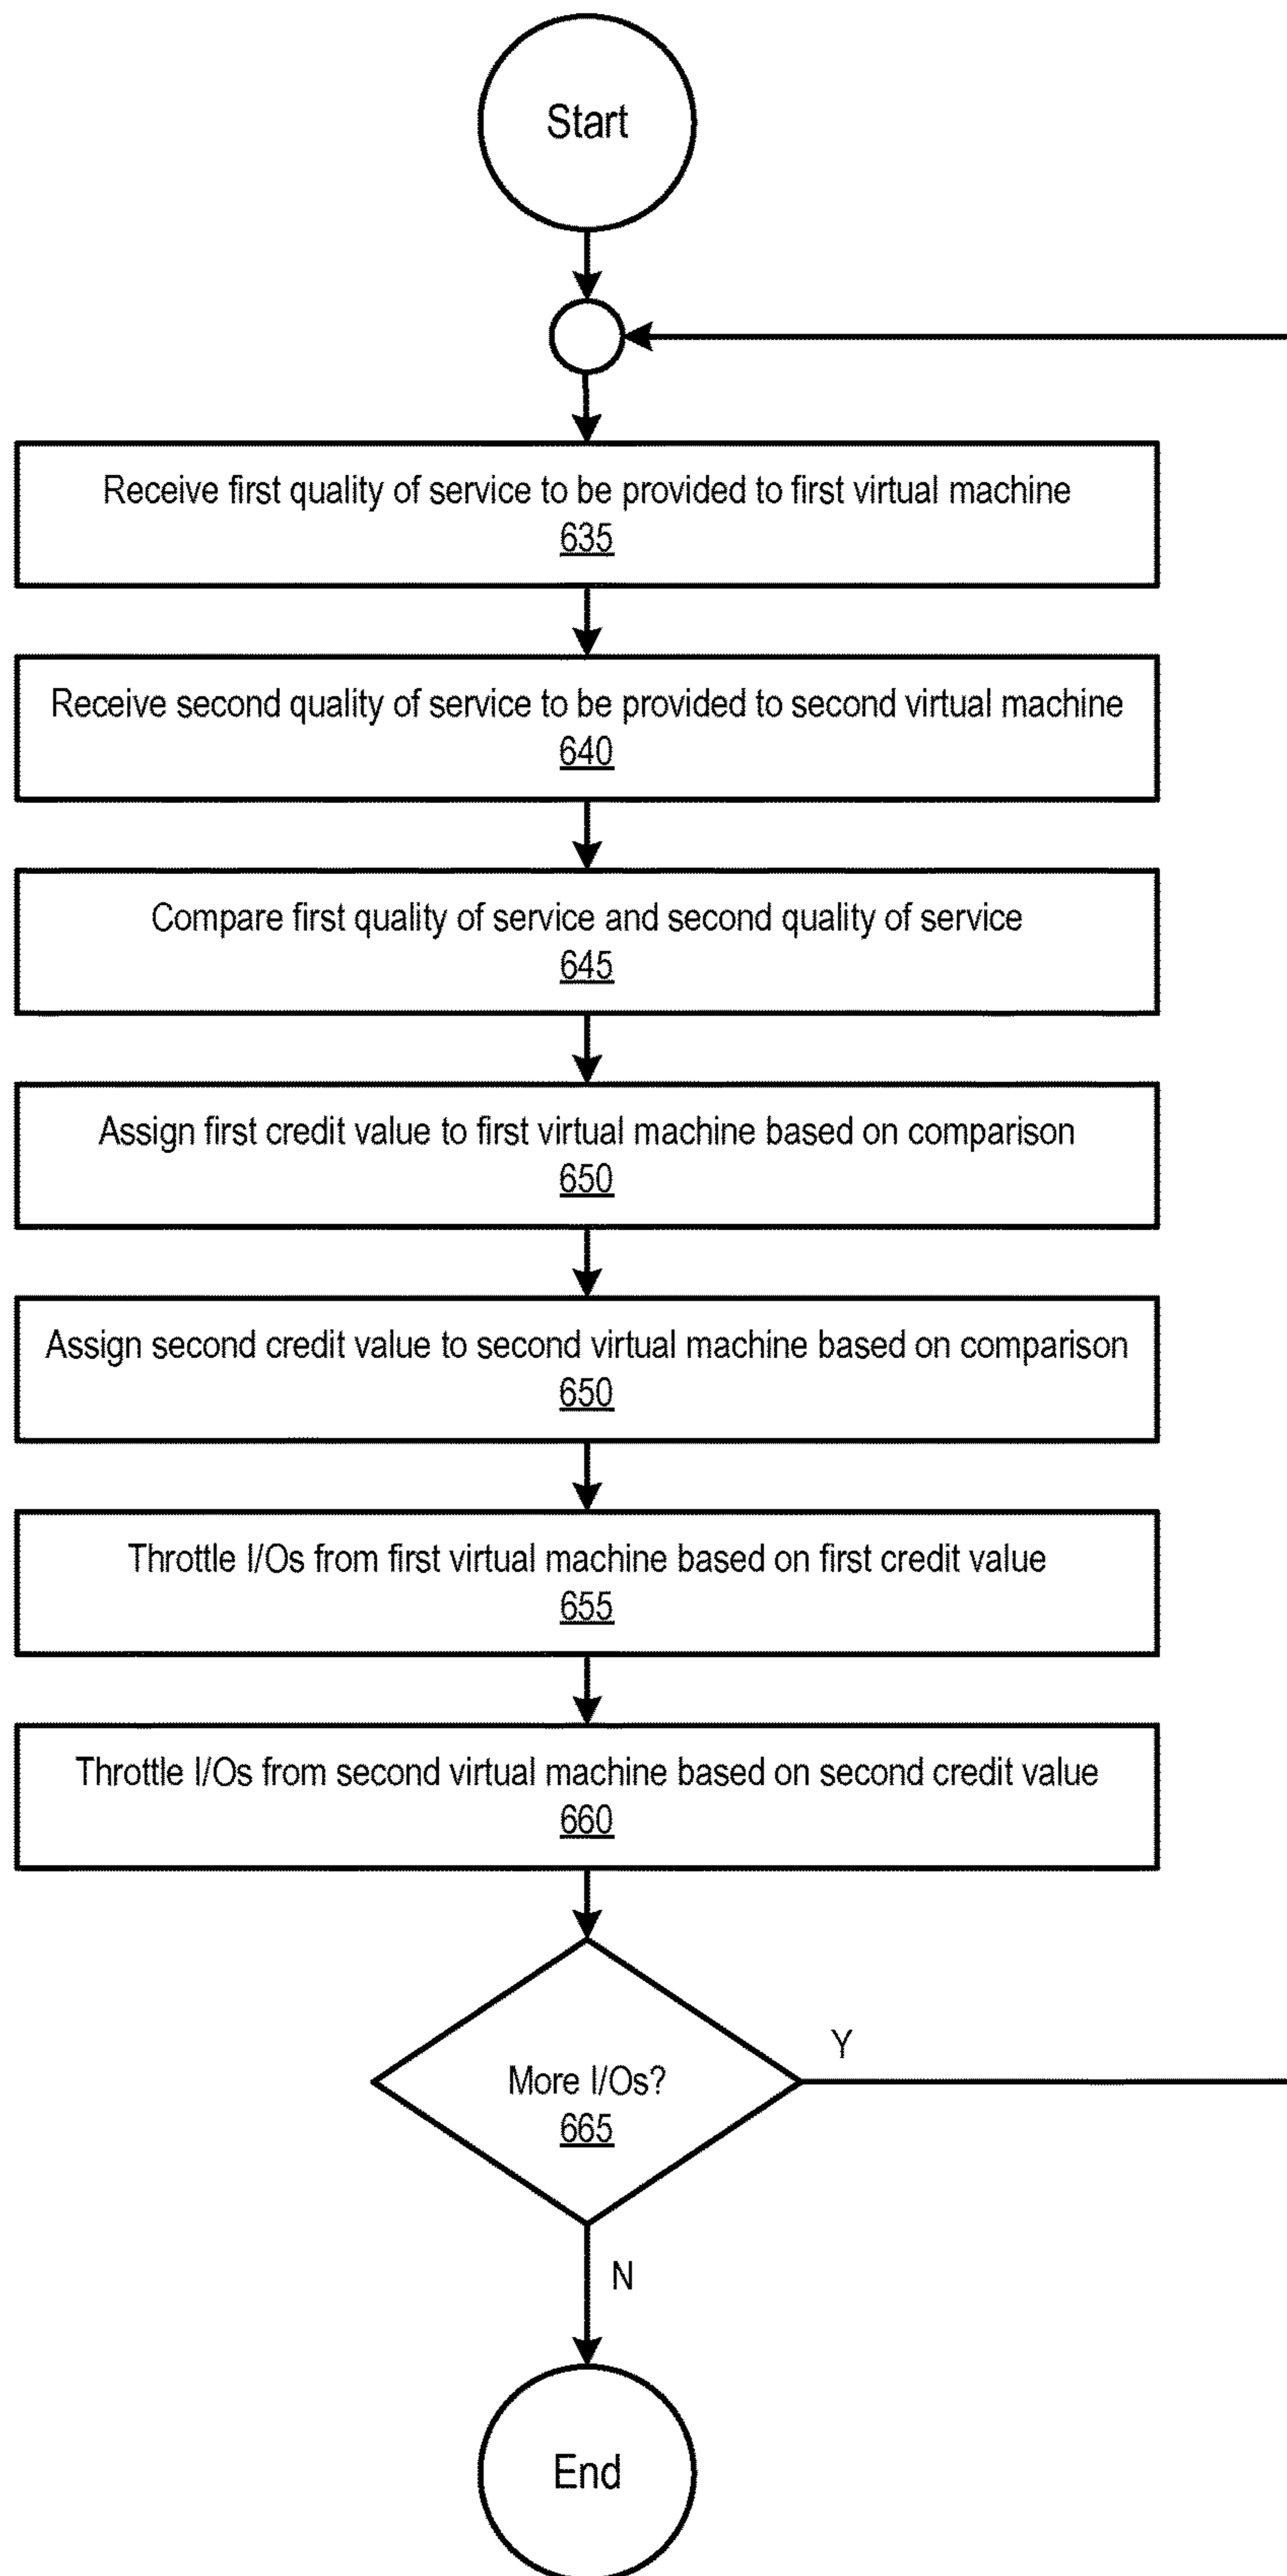 Start
Receive first quality of service to be provided to first virtual machine
635
Receive second quality of service to be provided to second virtual machine
640
Compare first quality of service and second quality of service
645
Assign first credit value to first virtual machine based on comparison
650
Assign second credit value to second virtual machine based on comparison
650
Throttle I/Os from first virtual machine based on first credit value
655
Throttle I/Os from second virtual machine based on second credit value
660
Y
More I/Os?
665
N
End